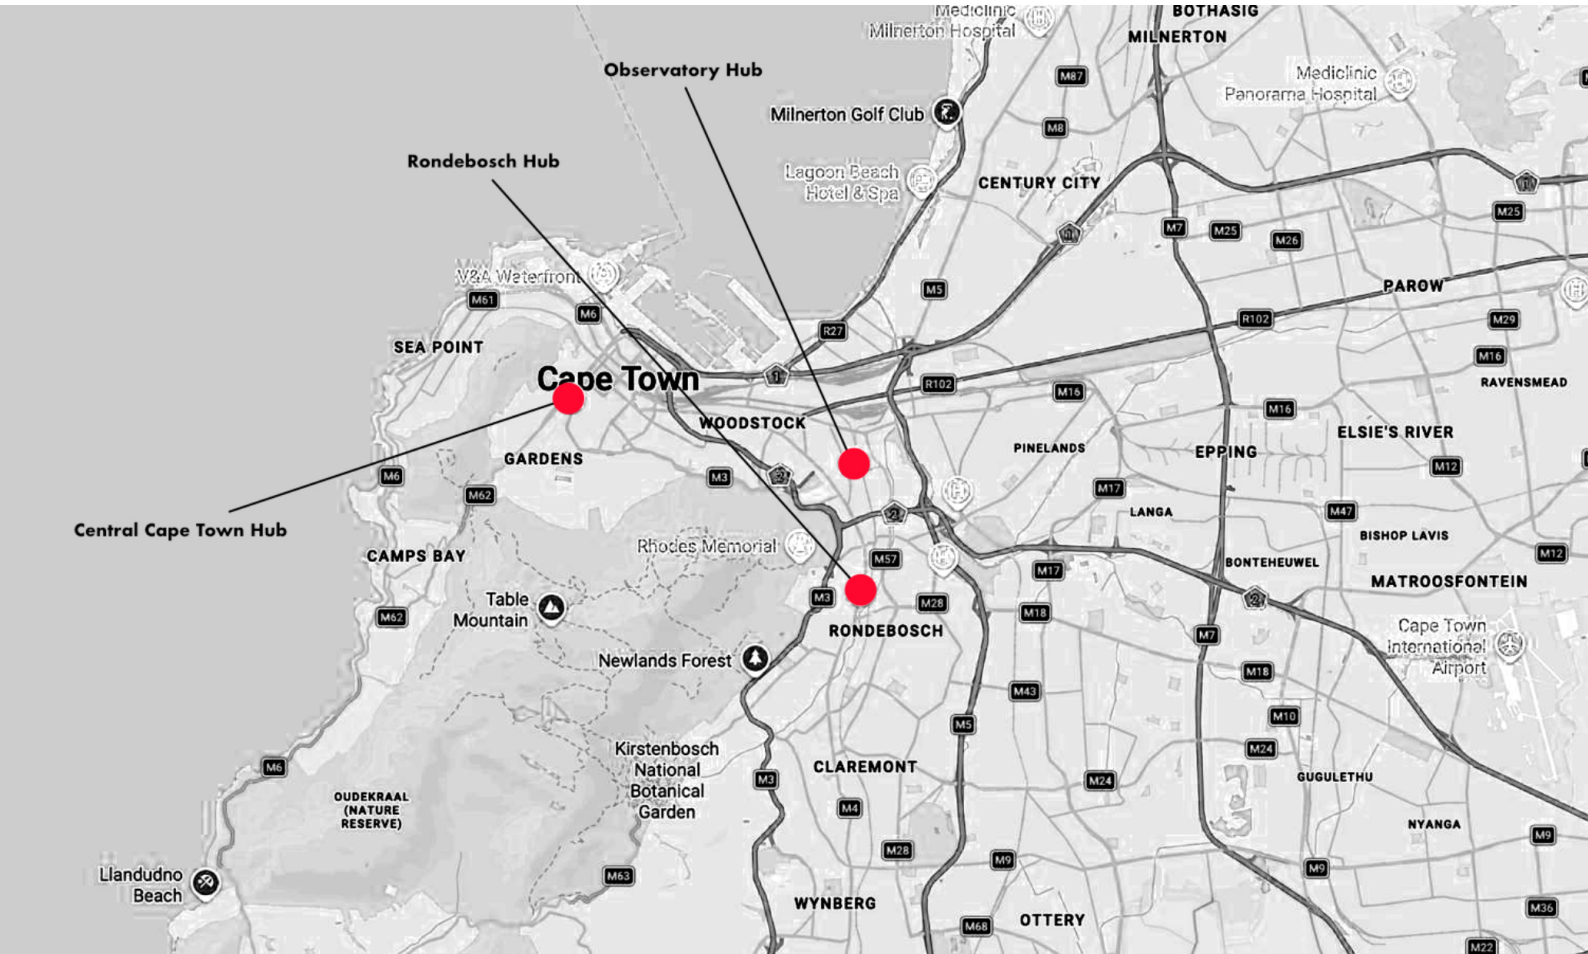 Mediclinic
Milnerton Hospital
BOTHASIG
MILNERTON
Observatory Hub
M87
Mediclinic
Panorama Hospital
Milnerton Golf Club
M8
Rondebosch Hub
Lagoon Beach
Hotel & Spa
CENTURY CITY
M25
M7
M25
M26
V&A Waterfront
M61
M6
M5
PAROW
R27
R102
M29
SEA POINT
M16
Cape Town
1
R102
M16
RAVENSMEAD
M16
WOODSTOCK
ELSIE'S RIVER
GARDENS
PINELANDS
EPPING
M6
M3
2
M12
M62
M17
Central Cape Town Hub
2
LANGA
M47
BISHOP LAVIS
Rhodes Memorial
M57
M12
CAMPS BAY
M17
BONTEHEUWEL
MATROOSFONTEIN
Table
Mountain
M3
M28
M18
2
M62
RONDEBOSCH
M7
Cape Town
International
Airport
Newlands Forest
M18
M43
M10
M5
Kirstenbosch
National
Botanical
Garden
M24
M6
CLAREMONT
M3
M24
GUGULETHU
OUDEKRAAL
(NATURE
RESERVE)
M4
NYANGA
M9
M28
M9
M9
Llandudno
Beach
M63
WYNBERG
M36
OTTERY
M68
M22